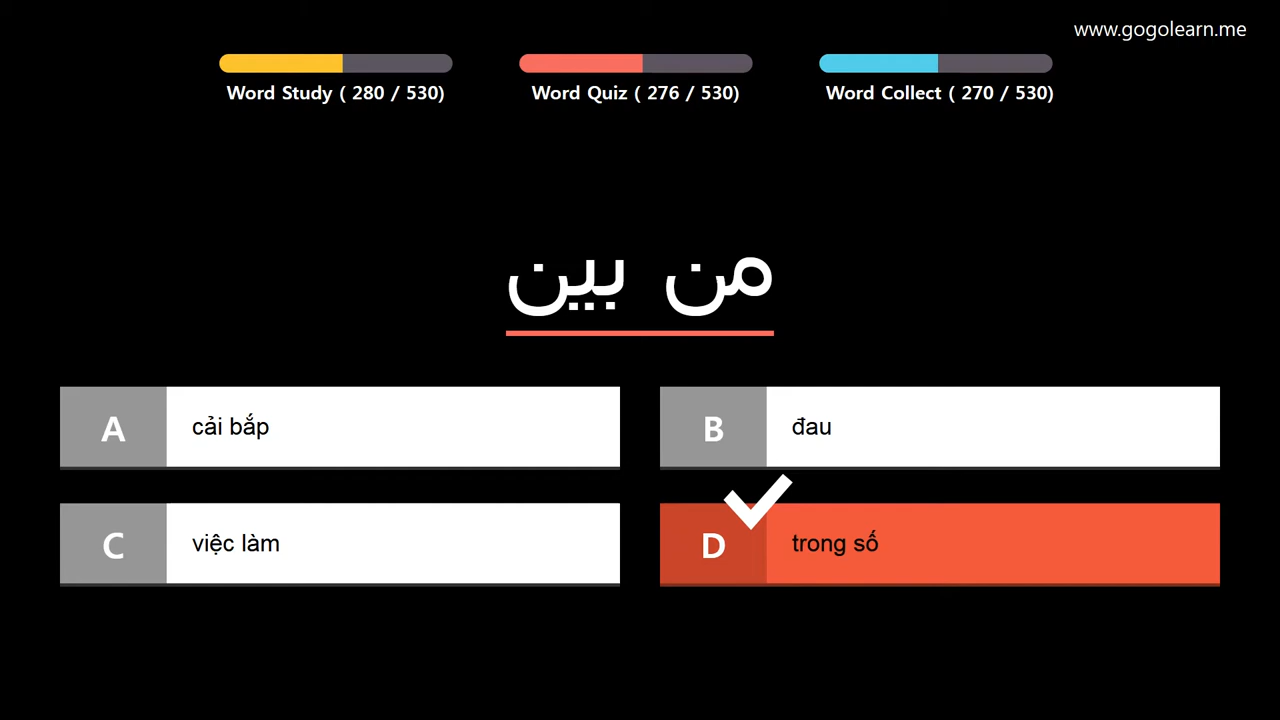 www.gogolearn.me
Word Study ( 280 / 530)
Word Quiz ( 276 / 530)
Word Collect ( 270 / 530)
من بين
A cải bắp
B đau
C việc làm
D trong số